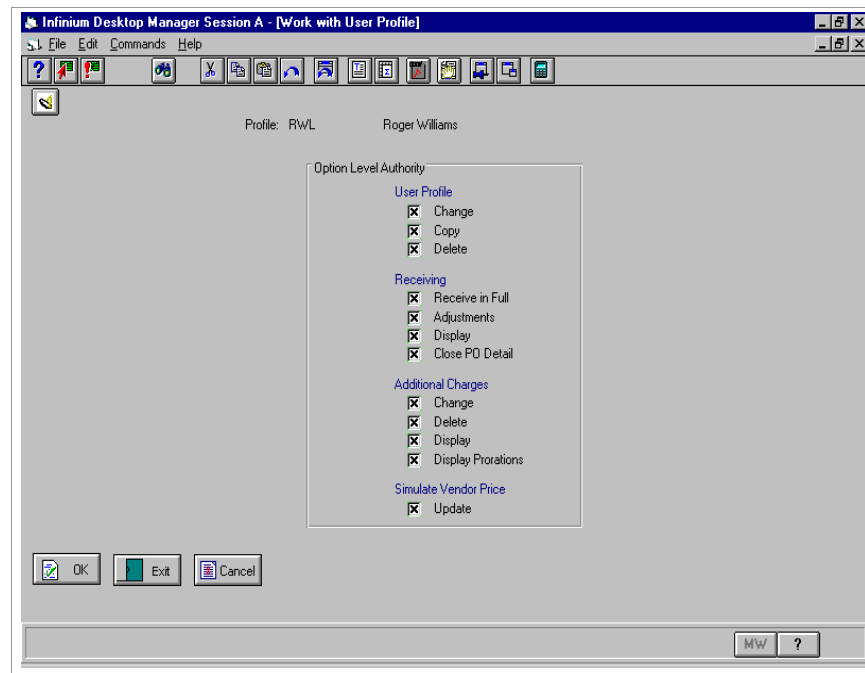 Infinium Desktop Manager Session A - [Work with User Profile]
File Edit Commands Help
Profile: RWL Roger Williams
Option Level Authority
User Profile
Change
Copy
Delete
Receiving
Receive in Full
Adjustments
Display
Close PO Detail
Additional Charges
Change
Delete
Display
Display Prorations
Simulate Vendor Price
Update
OK Exit Cancel
MW ?